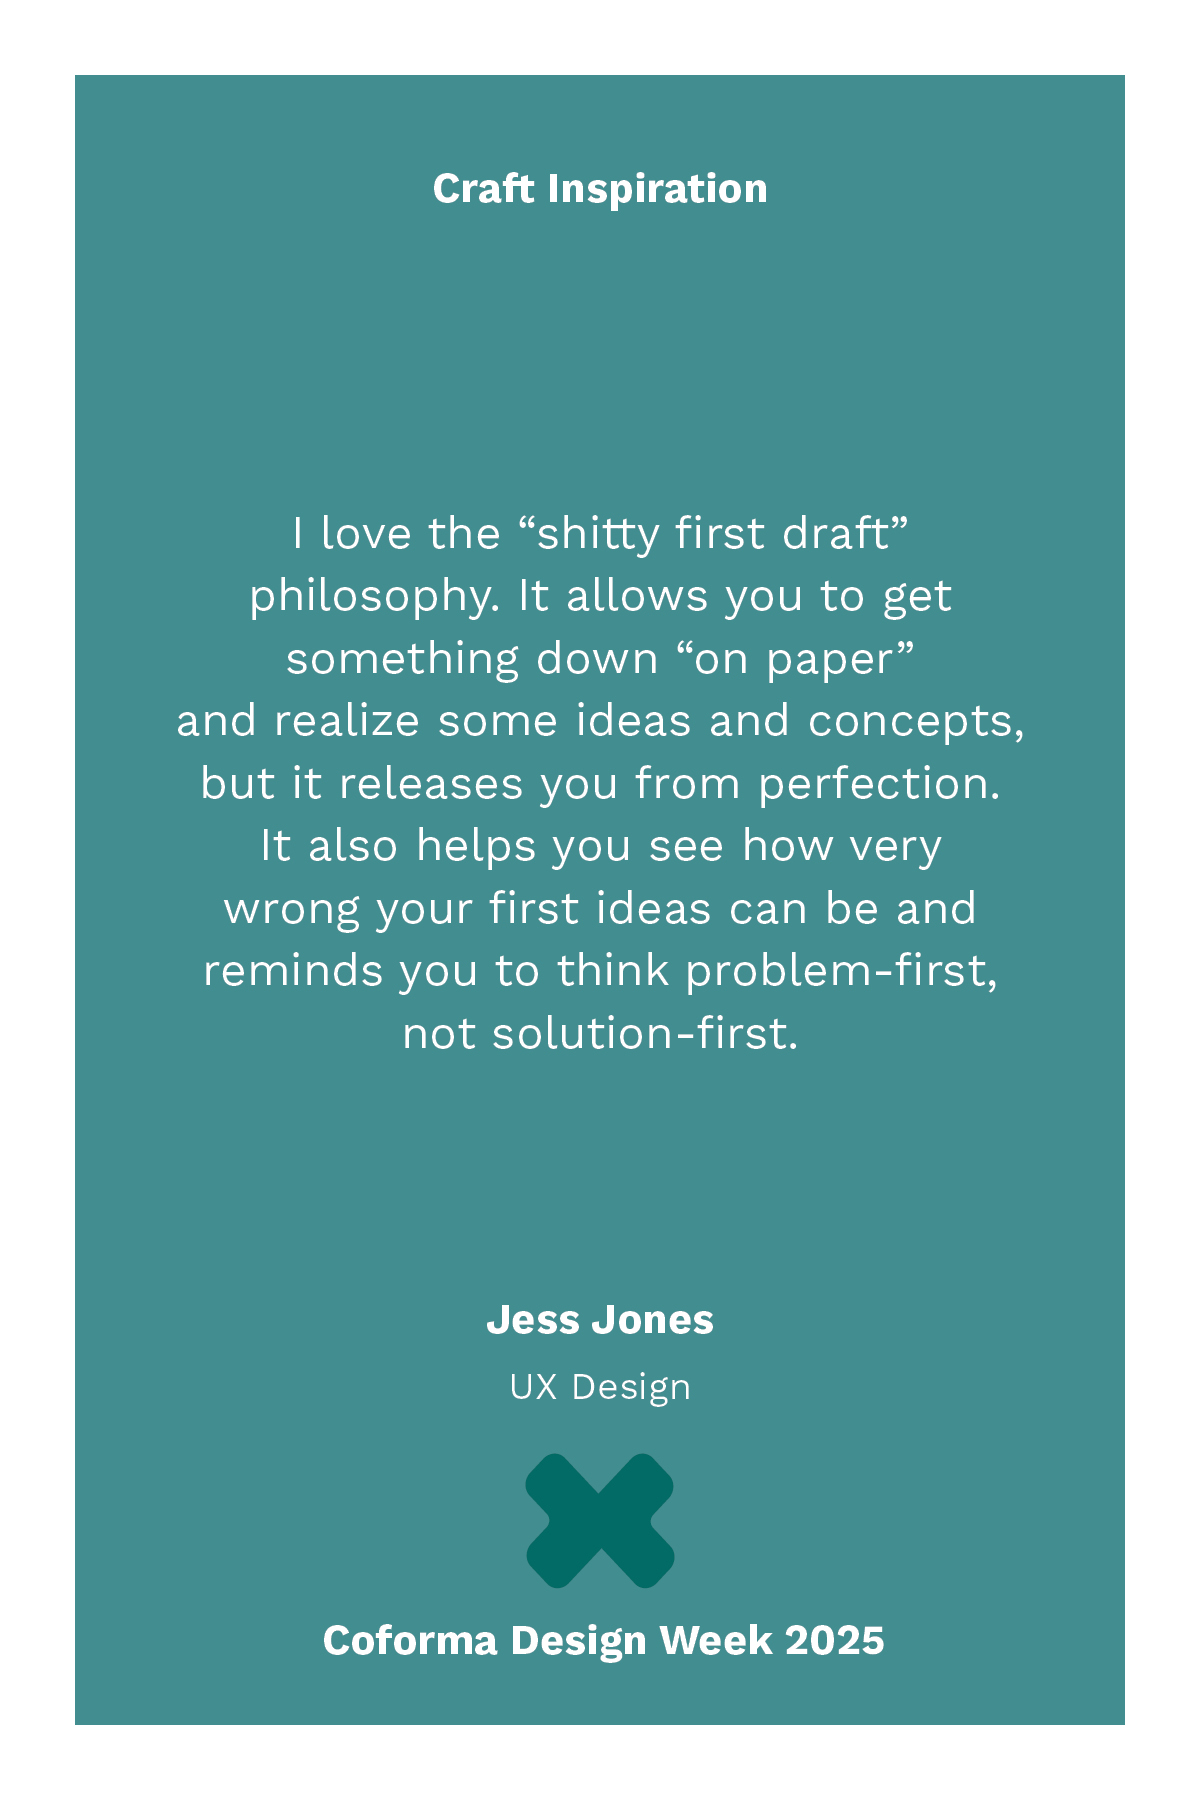 Craft Inspiration
I love the “shitty first draft”
philosophy. It allows you to get
something down “on paper”
and realize some ideas and concepts,
but it releases you from perfection.
It also helps you see how very
wrong your first ideas can be and
reminds you to think problem-first,
not solution-first.
Jess Jones
UX Design
Coforma Design Week 2025